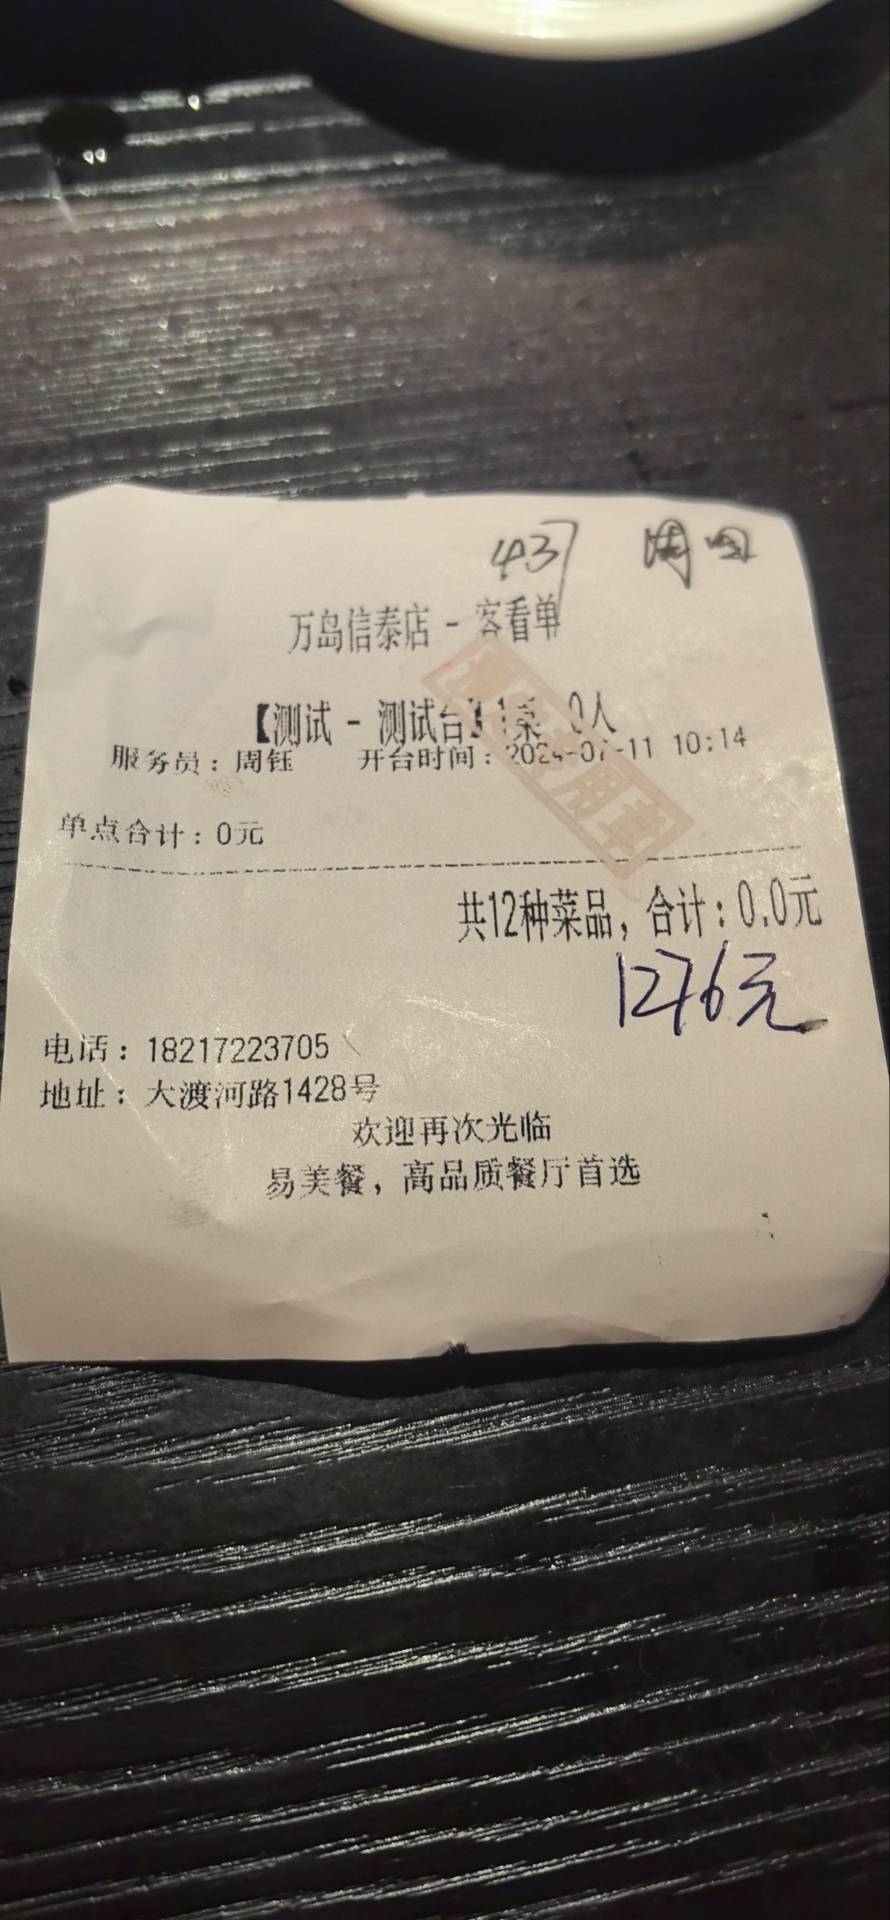 437 周四
万岛信泰店 - 客看单
【测试 - 测试台】1菜 0人
服务员：周钰 开台时间：2024-07-11 10:14
单点合计：0元
共12种菜品，合计：0.0元
1276元
电话：18217223705
地址：大渡河路1428号
欢迎再次光临
易美餐，高品质餐厅首选